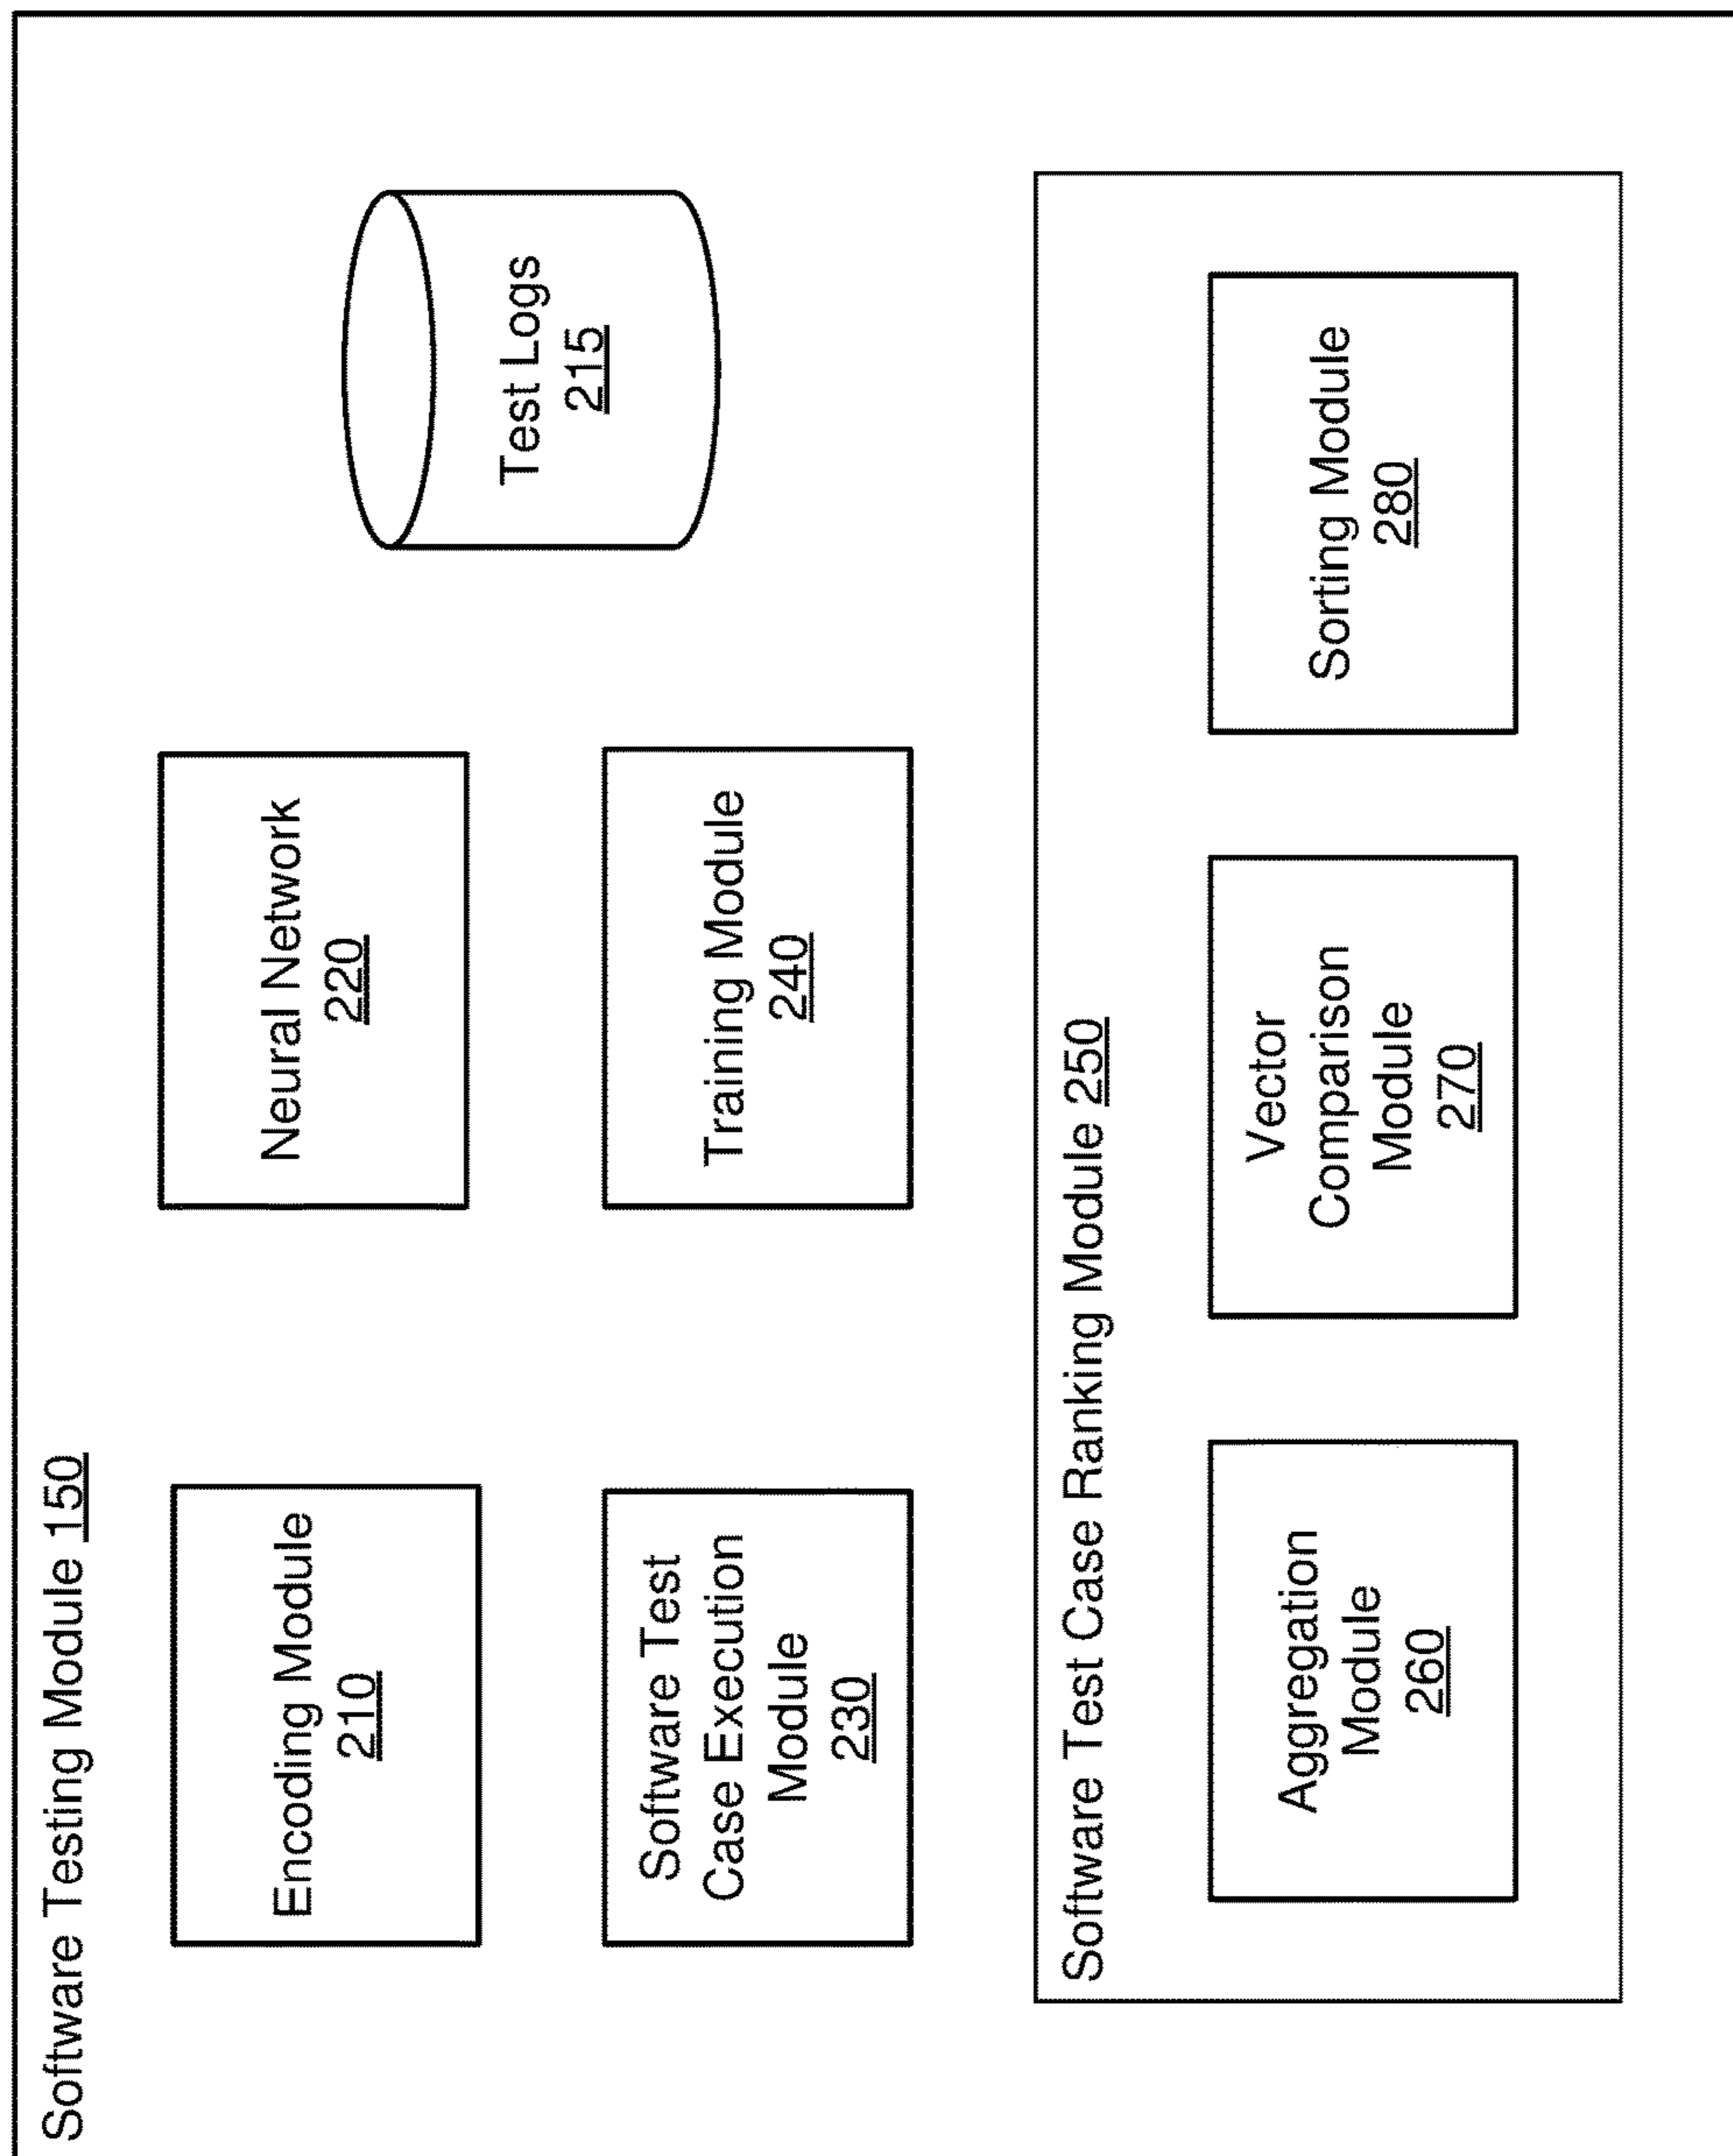 Software Testing Module 150
Encoding Module
210
Neural Network
220
Test Logs
215
Software Test
Case Execution
Module
230
Training Module
240
Software Test Case Ranking Module 250
Aggregation
Module
260
Vector
Comparison
Module
270
Sorting Module
280